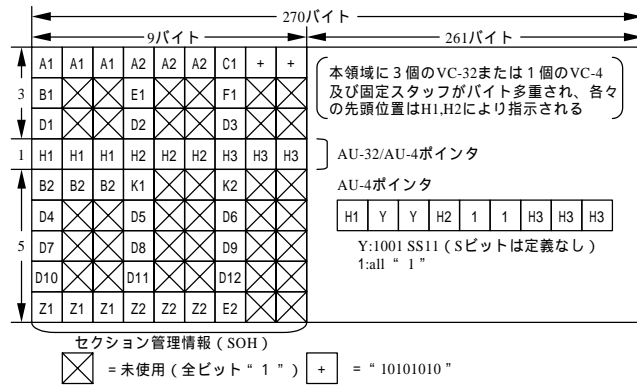 270バイト
9バイト 261バイト
A1 A1 A1 A2 A2 A2 C1 + +
3 B1 E1 F1
D1 D2 D3
1 H1 H1 H1 H2 H2 H2 H3 H3 H3
B2 B2 B2 K1 K2
D4 D5 D6
5 D7 D8 D9
D10 D11 D12
Z1 Z1 Z1 Z2 Z2 Z2 E2
本領域に3個のVC-32または1個のVC-4
及び固定スタッフがバイト多重され、各々
の先頭位置はH1,H2により指示される
AU-32/AU-4ポインタ
AU-4ポインタ
H1 Y Y H2 1 1 H3 H3 H3
Y:1001 SS11(Sビットは定義なし)
1:all “ 1 ”
セクション管理情報(SOH)
=未使用(全ビット“ 1 ”) + = “ 10101010 ”